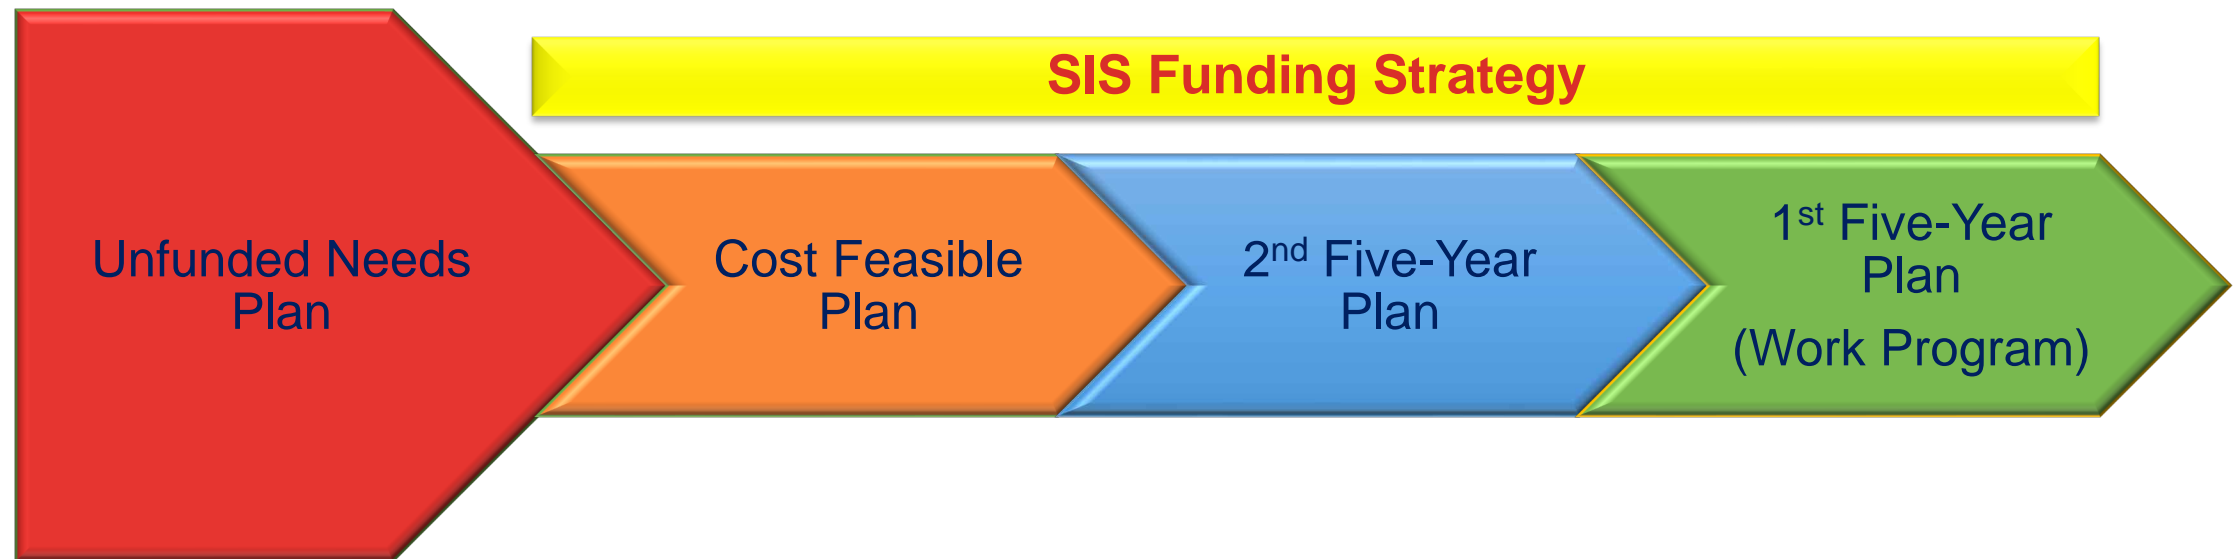 SIS Funding Strategy
Unfunded Needs
Plan
Cost Feasible
Plan
2nd Five-Year
Plan
1st Five-Year
Plan
(Work Program)